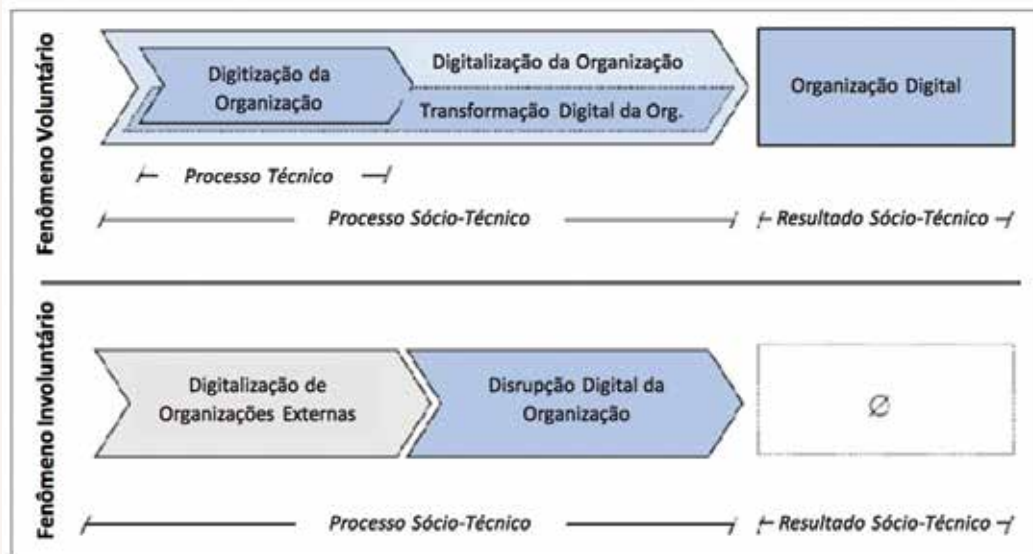 Fenômeno Voluntário
Digitização da
Organização
Digitalização da Organização
Transformação Digital da Org.
Organização Digital
Processo Técnico
Processo Sócio-Técnico
Resultado Sócio-Técnico
Fenômeno Involuntário
Digitalização de
Organizações Externas
Disrupção Digital da
Organização
∅
Processo Sócio-Técnico
Resultado Sócio-Técnico